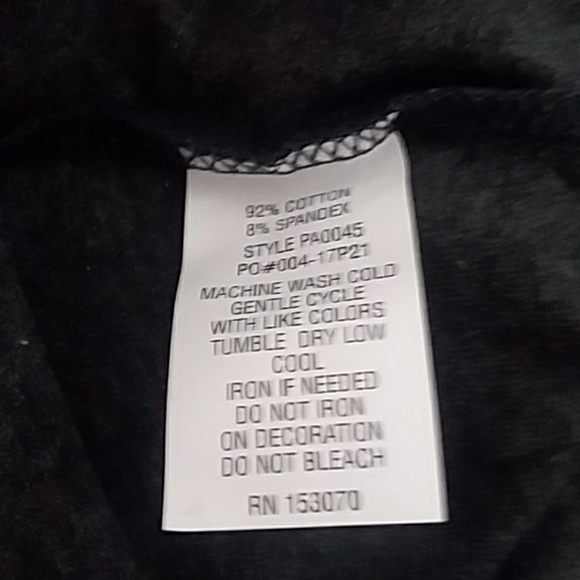 92% COTTON
8% SPANDEX
STYLE PA0045
PO#004-17P21
MACHINE WASH COLD
GENTLE CYCLE
WITH LIKE COLORS
TUMBLE DRY LOW
COOL
IRON IF NEEDED
DO NOT IRON
ON DECORATION
DO NOT BLEACH
RN 153070